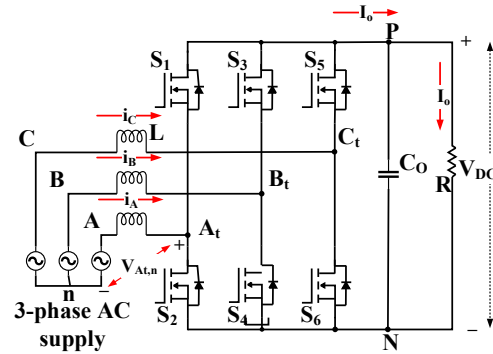 I₀
P
S₁
S₃
S₅
+
I₀
i_C
C
L
C_t
i_B
B
B_t
C_O
V_DC
R
i_A
A
A_t
+
V_At,n
n
−
S₂
S₄
S₆
−
3-phase AC
supply
N